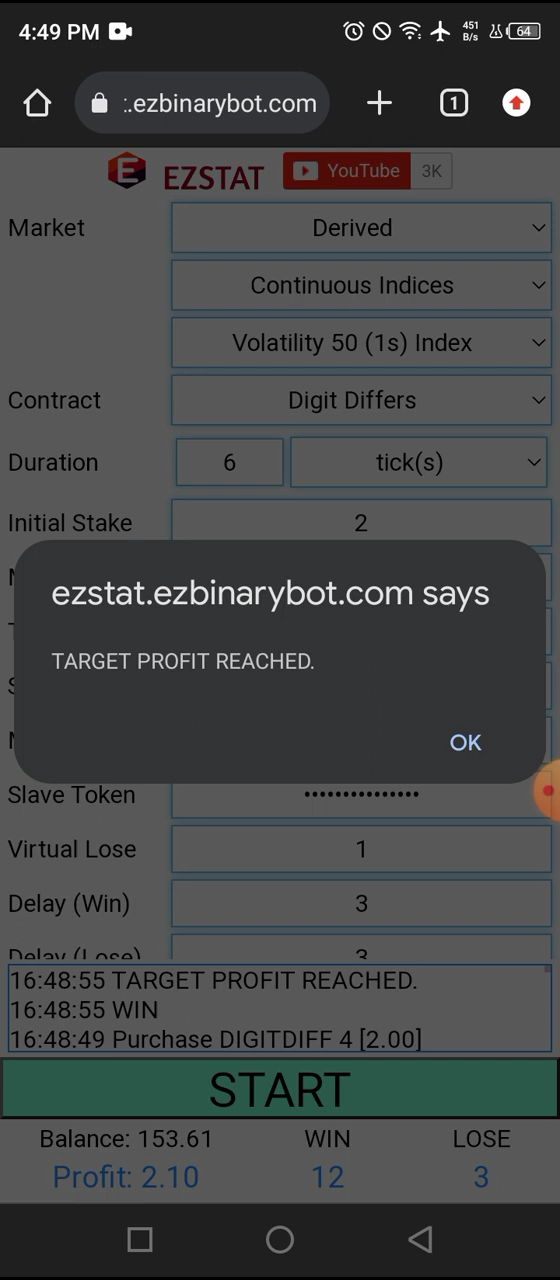 4:49 PM
451
B/s
64
:.ezbinarybot.com
1
EZSTAT
YouTube 3K
Market Derived
Continuous Indices
Volatility 50 (1s) Index
Contract Digit Differs
Duration 6 tick(s)
Initial Stake 2
ezstat.ezbinarybot.com says
TARGET PROFIT REACHED.
OK
Slave Token •••••••••••••••
Virtual Lose 1
Delay (Win) 3
Delay (Lose) 3
16:48:55 TARGET PROFIT REACHED.
16:48:55 WIN
16:48:49 Purchase DIGITDIFF 4 [2.00]
START
Balance: 153.61 WIN LOSE
Profit: 2.10 12 3